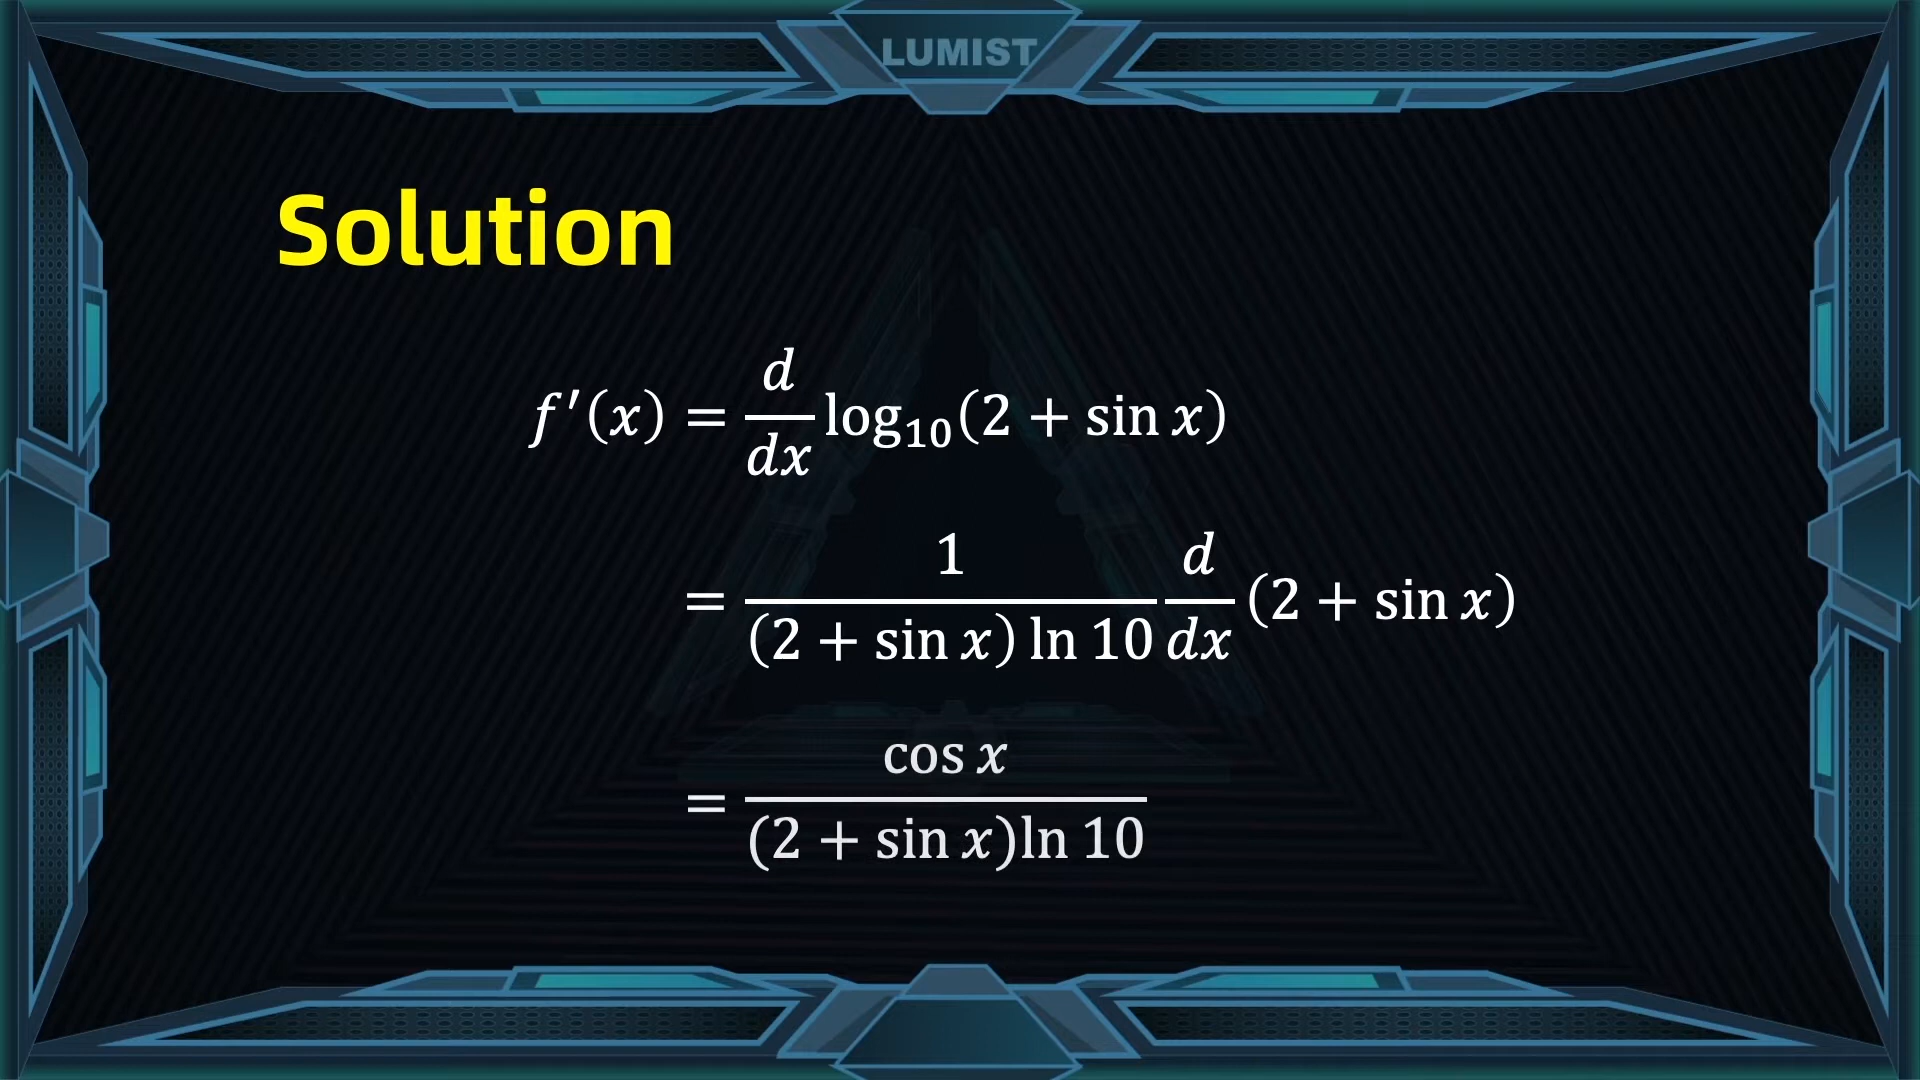 LUMIST
Solution
f′(x) = d/dx log₁₀(2 + sin x)
= 1/((2 + sin x) ln 10) d/dx (2 + sin x)
= cos x/((2 + sin x)ln 10)